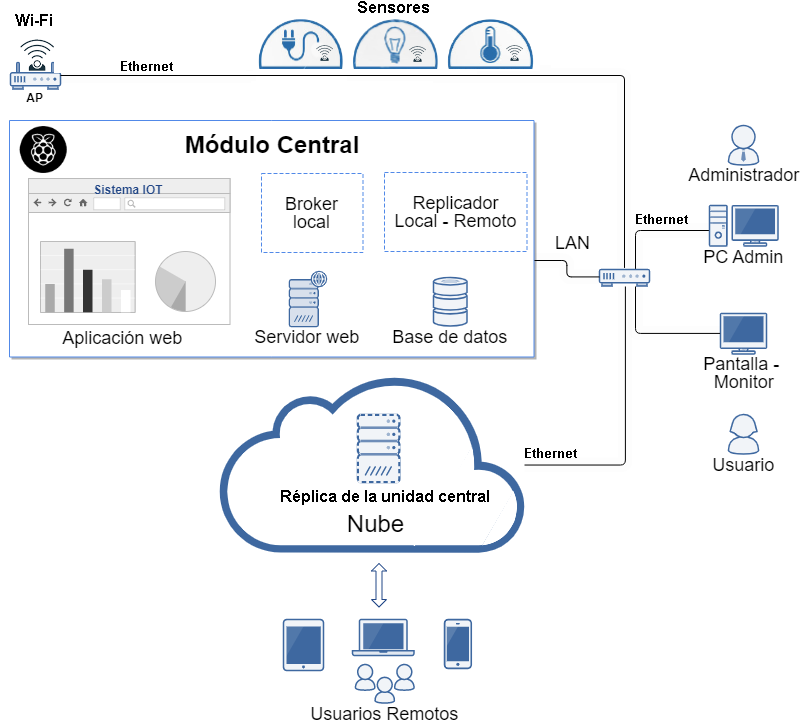 Sensores
Wi-Fi
Ethernet
AP
Módulo Central
Sistema IOT
Broker
local
Replicador
Local - Remoto
Aplicación web
Servidor web
Base de datos
LAN
Administrador
Ethernet
PC Admin
Pantalla -
Monitor
Usuario
Ethernet
Réplica de la unidad central
Nube
Usuarios Remotos